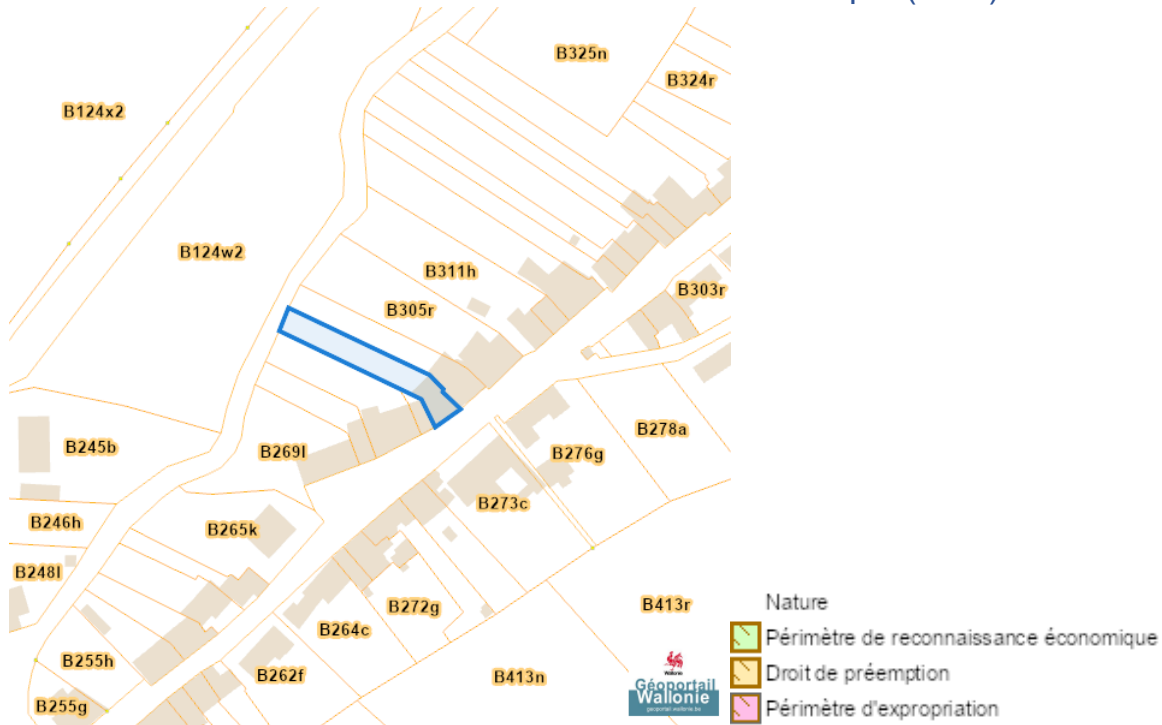 B325n
B324r
B124x2
B124w2
B311h
B303r
B305r
B278a
B245b
B269l
B276g
B273c
B246h
B265k
B248l
B413r
B272g
B264c
B255h
B262f
B413n
B255g
Wallonie
Géoportail
Wallonie
geoportail.wallonie.be
Nature
Périmètre de reconnaissance économique
Droit de préemption
Périmètre d'expropriation